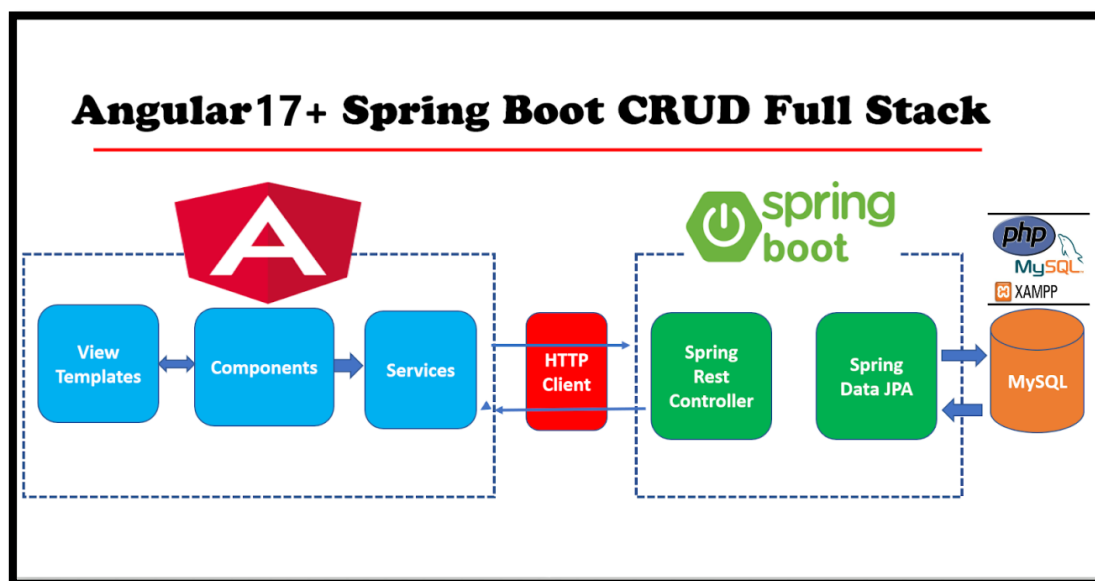 Angular17+ Spring Boot CRUD Full Stack
spring
boot
php
MySQL
XAMPP
View
Templates
Components
Services
HTTP
Client
Spring
Rest
Controller
Spring
Data JPA
MySQL